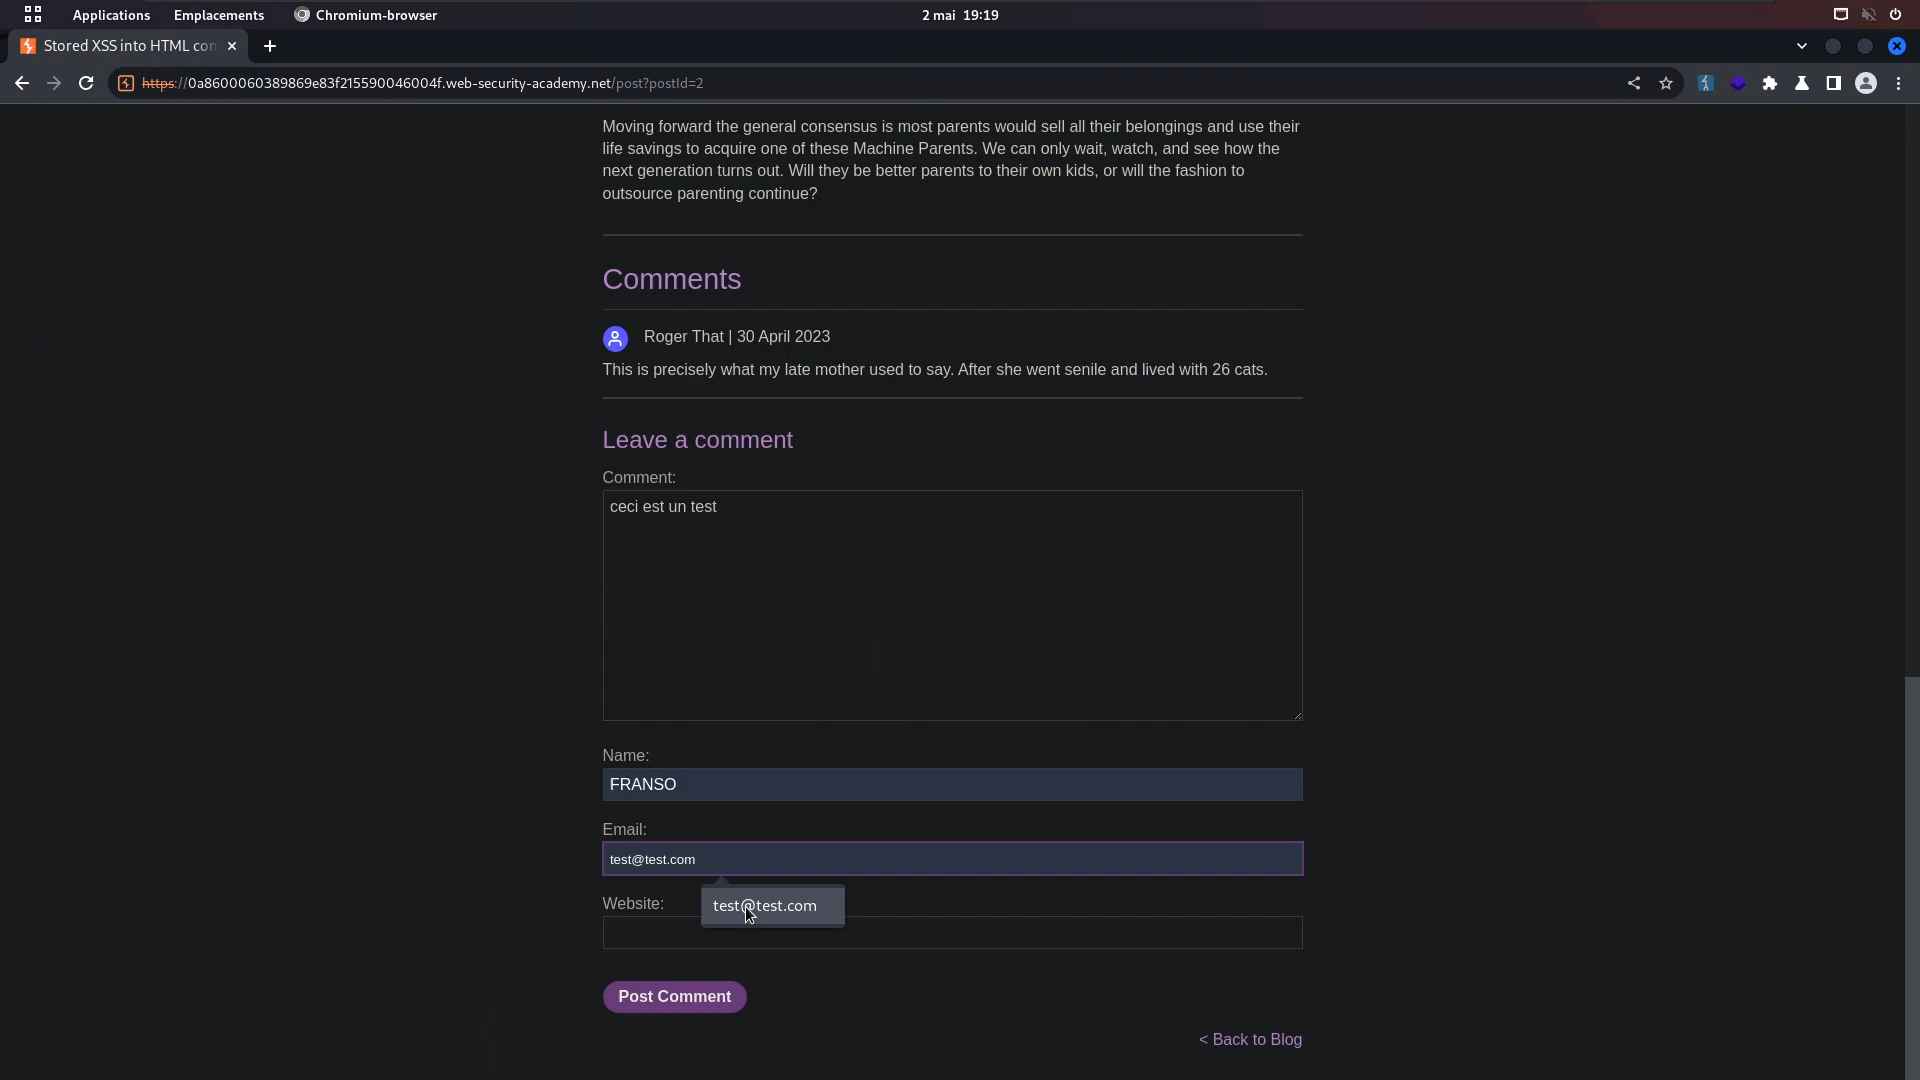 Applications Emplacements Chromium-browser 2 mai 19:19
Stored XSS into HTML con
https://0a8600060389869e83f215590046004f.web-security-academy.net/post?postId=2
Moving forward the general consensus is most parents would sell all their belongings and use their
life savings to acquire one of these Machine Parents. We can only wait, watch, and see how the
next generation turns out. Will they be better parents to their own kids, or will the fashion to
outsource parenting continue?
Comments
Roger That | 30 April 2023
This is precisely what my late mother used to say. After she went senile and lived with 26 cats.
Leave a comment
Comment:
ceci est un test
Name:
FRANSO
Email:
test@test.com
Website:
test@test.com
Post Comment
< Back to Blog